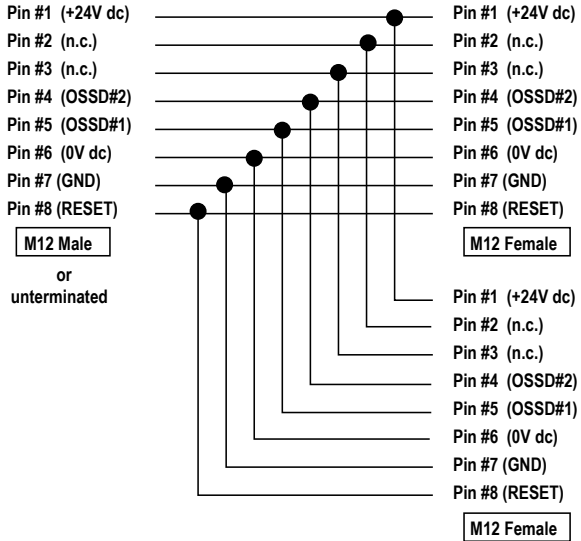 Pin #1 (+24V dc)
Pin #2 (n.c.)
Pin #3 (n.c.)
Pin #4 (OSSD#2)
Pin #5 (OSSD#1)
Pin #6 (0V dc)
Pin #7 (GND)
Pin #8 (RESET)
M12 Male
or
unterminated
Pin #1 (+24V dc)
Pin #2 (n.c.)
Pin #3 (n.c.)
Pin #4 (OSSD#2)
Pin #5 (OSSD#1)
Pin #6 (0V dc)
Pin #7 (GND)
Pin #8 (RESET)
M12 Female
Pin #1 (+24V dc)
Pin #2 (n.c.)
Pin #3 (n.c.)
Pin #4 (OSSD#2)
Pin #5 (OSSD#1)
Pin #6 (0V dc)
Pin #7 (GND)
Pin #8 (RESET)
M12 Female